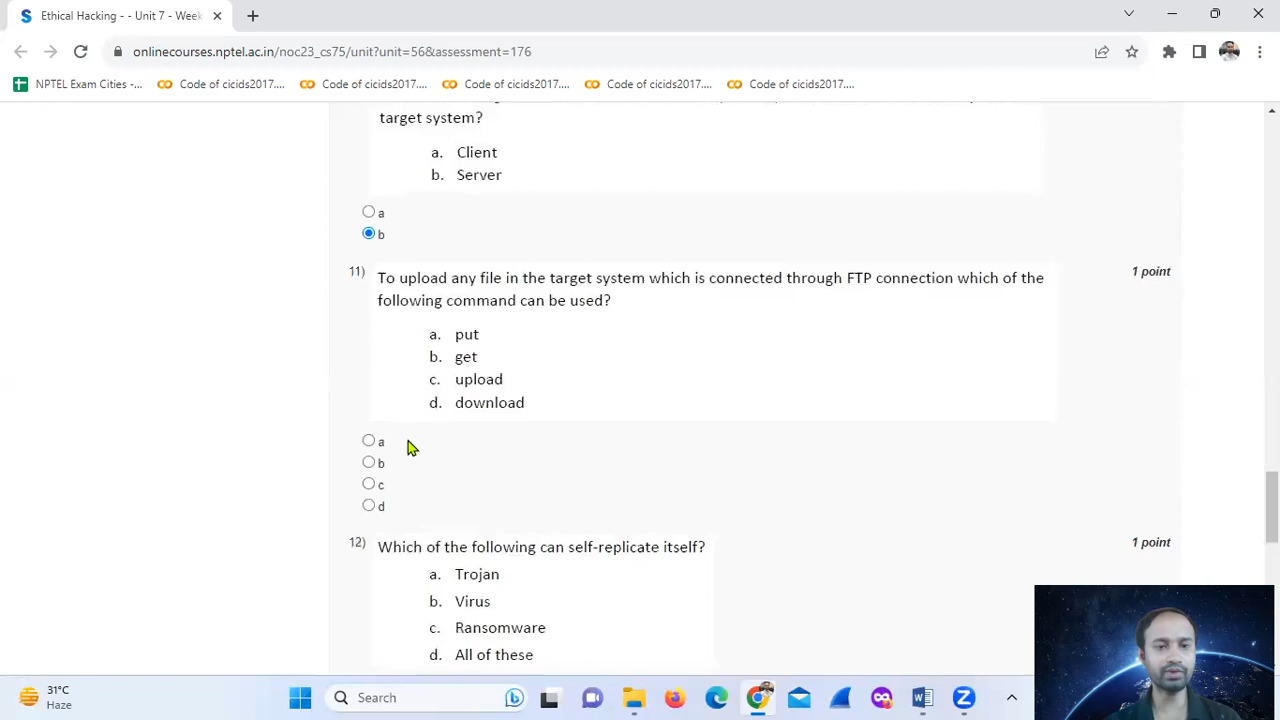 Ethical Hacking - - Unit 7 - Week
onlinecourses.nptel.ac.in/noc23_cs75/unit?unit=56&assessment=176
NPTEL Exam Cities -... Code of cicids2017.... Code of cicids2017.... Code of cicids2017.... Code of cicids2017.... Code of cicids2017....
target system?
a. Client
b. Server
a
b
11) To upload any file in the target system which is connected through FTP connection which of the 1 point
following command can be used?
a. put
b. get
c. upload
d. download
a
b
c
d
12) Which of the following can self-replicate itself? 1 point
a. Trojan
b. Virus
c. Ransomware
d. All of these
31°C
Haze
Search